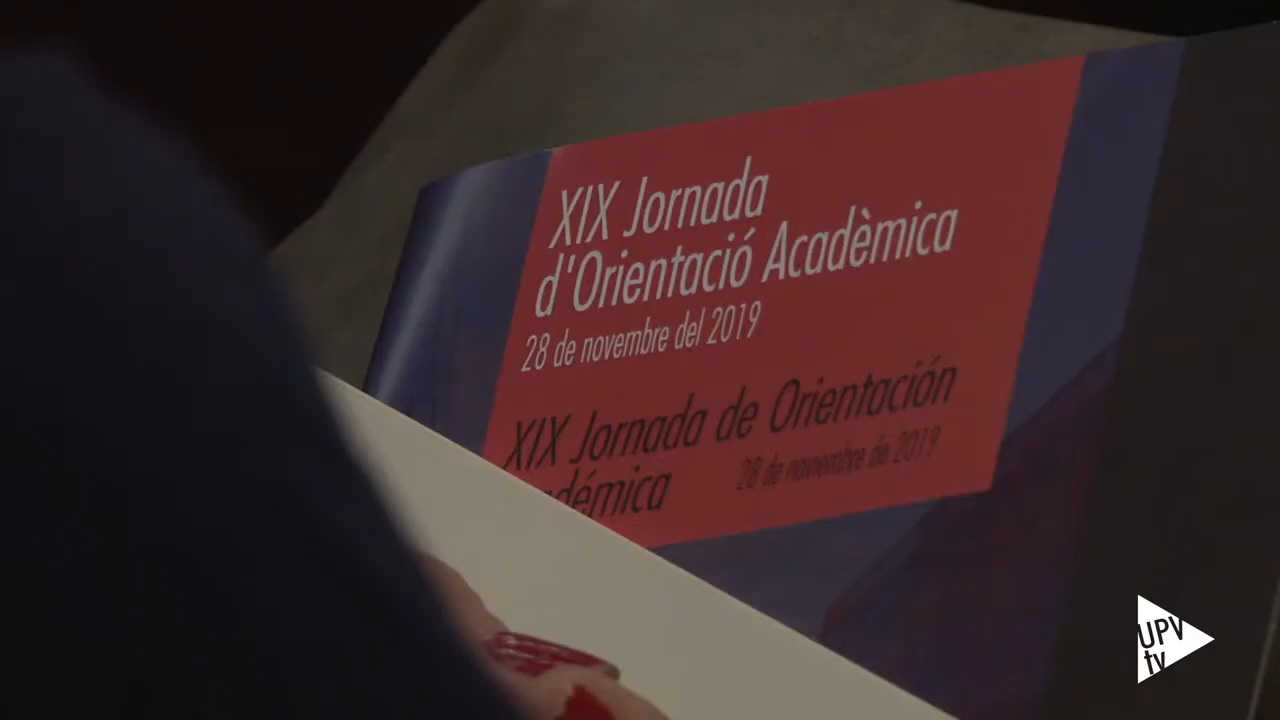 XIX Jornada
d'Orientació Acadèmica
28 de novembre del 2019
XIX Jornada de Orientación
28 de noviembre de 2019
UPV
tv